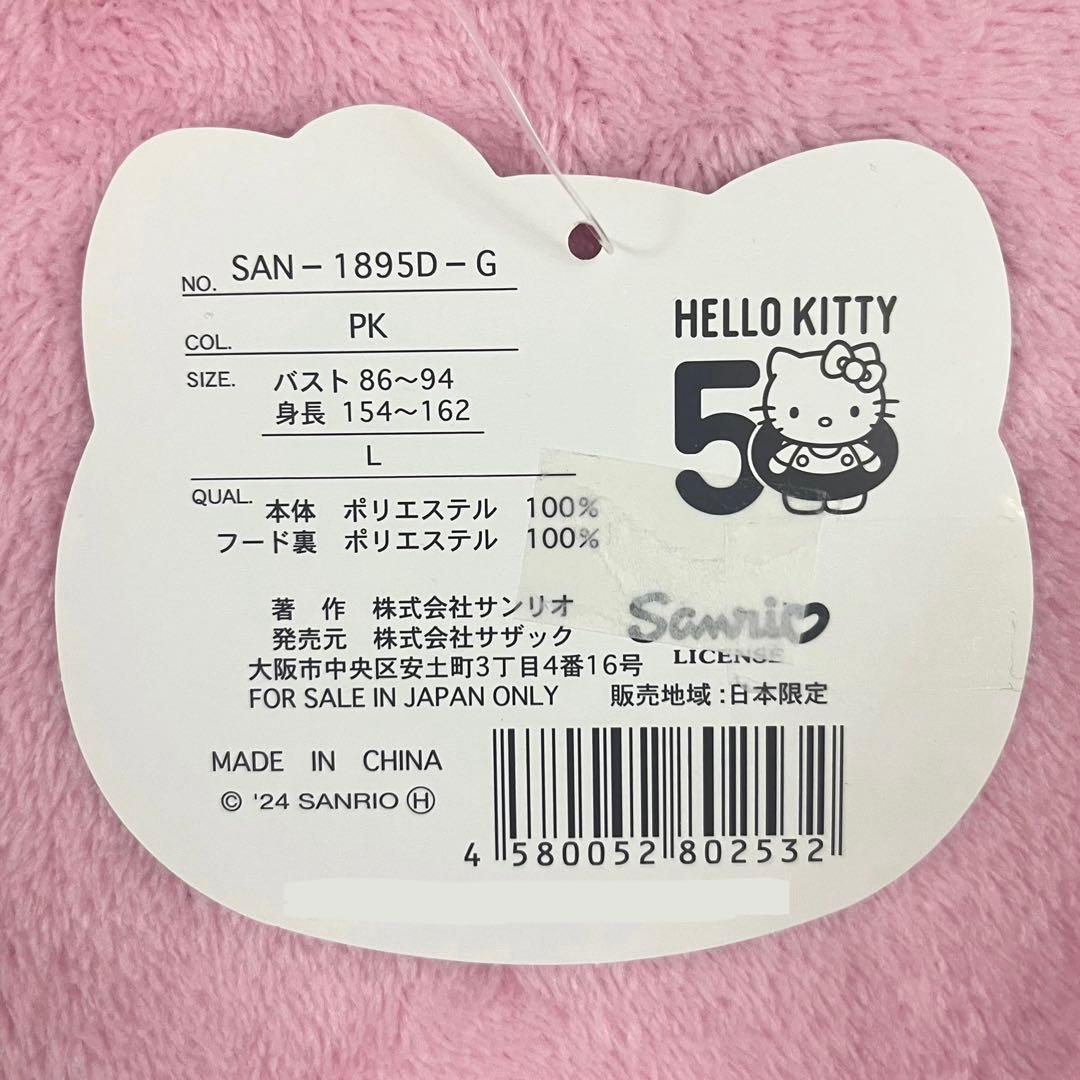 NO. SAN-1895D-G
COL. PK
SIZE. バスト 86〜94
身長 154〜162
L
QUAL. 本体 ポリエステル 100%
フード裏 ポリエステル 100%
HELLO KITTY
50
著 作 株式会社サンリオ
発売元 株式会社サザック
大阪市中央区安土町3丁目4番16号
Sanrio
LICENSE
FOR SALE IN JAPAN ONLY 販売地域:日本限定
MADE IN CHINA
© '24 SANRIO Ⓗ
4 580052 802532